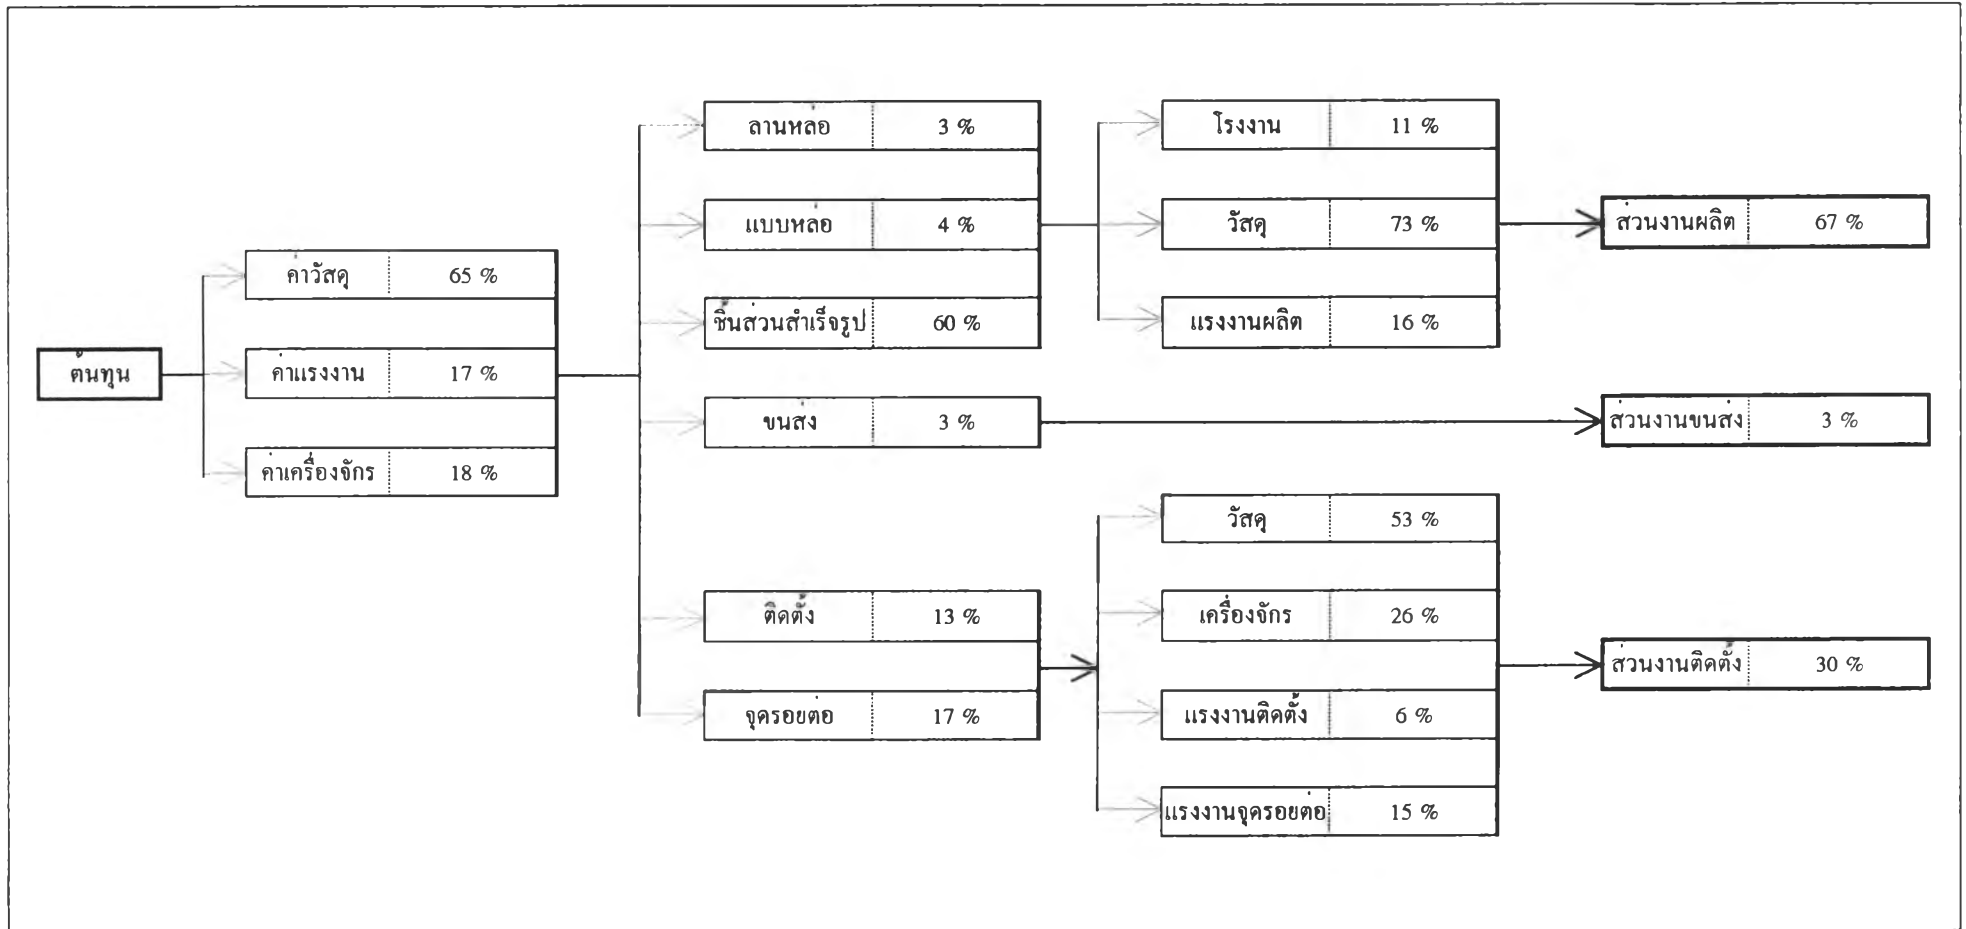 ต้นทุน
ค่าวัสดุ 65 %
ค่าแรงงาน 17 %
ค่าเครื่องจักร 18 %
ลานหล่อ 3 %
แบบหล่อ 4 %
ชิ้นส่วนสำเร็จรูป 60 %
ขนส่ง 3 %
ติดตั้ง 13 %
จุดรอยต่อ 17 %
โรงงาน 11 %
วัสดุ 73 %
แรงงานผลิต 16 %
วัสดุ 53 %
เครื่องจักร 26 %
แรงงานติดตั้ง 6 %
แรงงานจุดรอยต่อ 15 %
ส่วนงานผลิต 67 %
ส่วนงานขนส่ง 3 %
ส่วนงานติดตั้ง 30 %